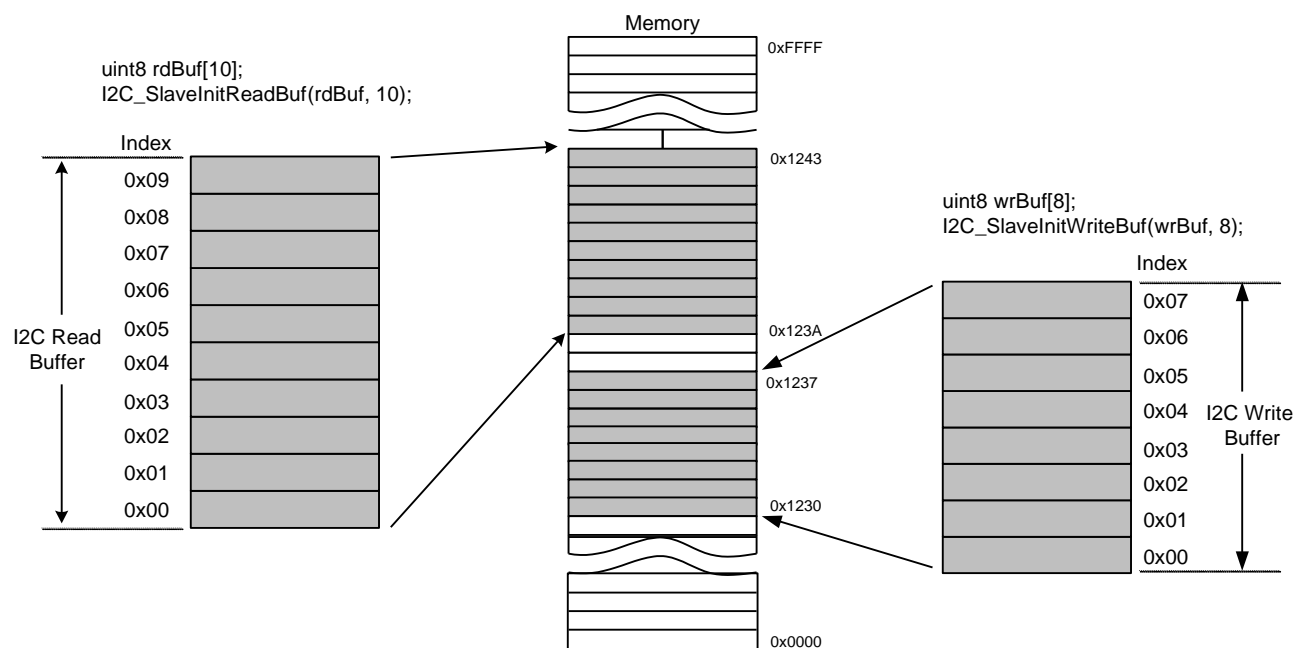 Memory
0xFFFF
uint8 rdBuf[10];
I2C_SlaveInitReadBuf(rdBuf, 10);
Index
0x09
0x08
0x07
0x06
0x05
0x04
0x03
0x02
0x01
0x00
I2C Read
Buffer
0x1243
0x123A
0x1237
0x1230
0x0000
uint8 wrBuf[8];
I2C_SlaveInitWriteBuf(wrBuf, 8);
Index
0x07
0x06
0x05
0x04
0x03
0x02
0x01
0x00
I2C Write
Buffer